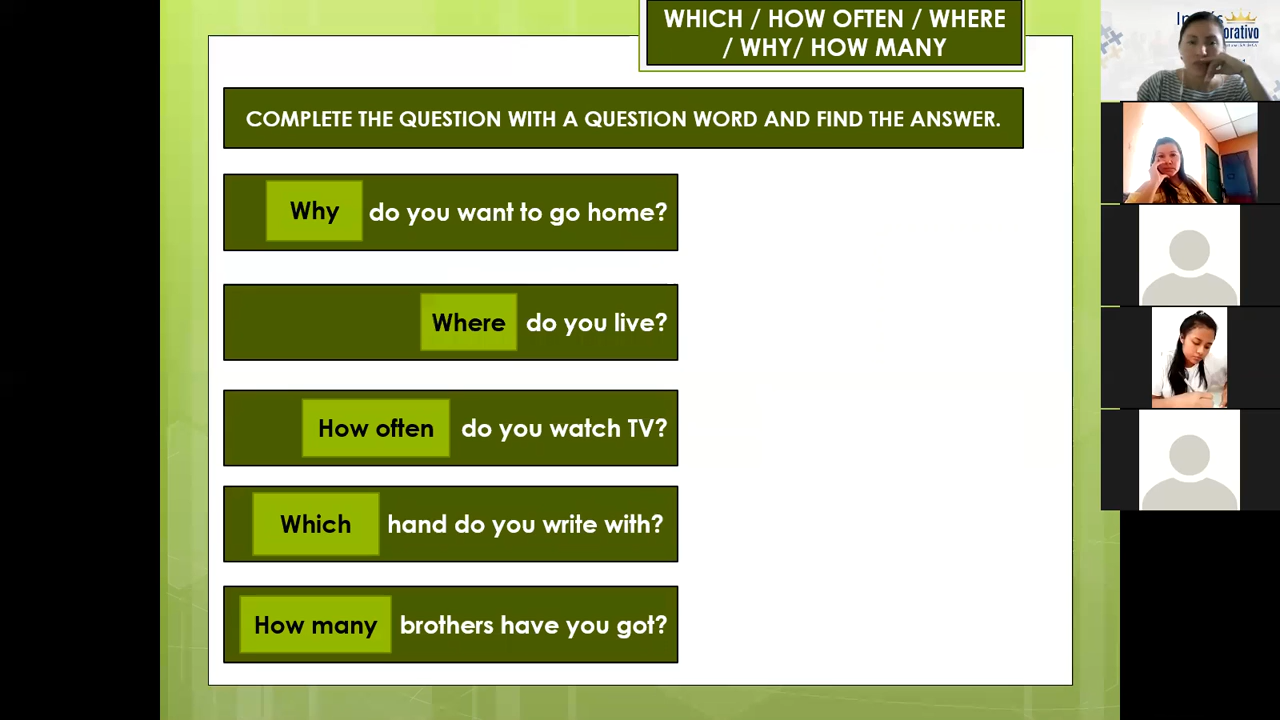 WHICH / HOW OFTEN / WHERE
/ WHY/ HOW MANY
COMPLETE THE QUESTION WITH A QUESTION WORD AND FIND THE ANSWER.
Why do you want to go home?
Where do you live?
How often do you watch TV?
Which hand do you write with?
How many brothers have you got?